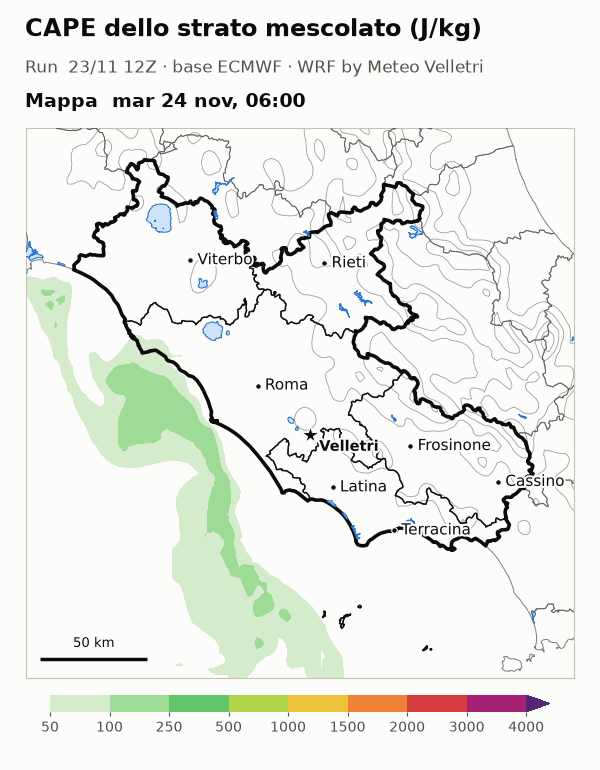 CAPE dello strato mescolato (J/kg)
Run  23/11 12Z · base ECMWF · WRF by Meteo Velletri
Mappa  mar 24 nov, 06:00
Viterbo
Rieti
Roma
Velletri
Frosinone
Cassino
Latina
Terracina
50 km
50 100 250 500 1000 1500 2000 3000 4000